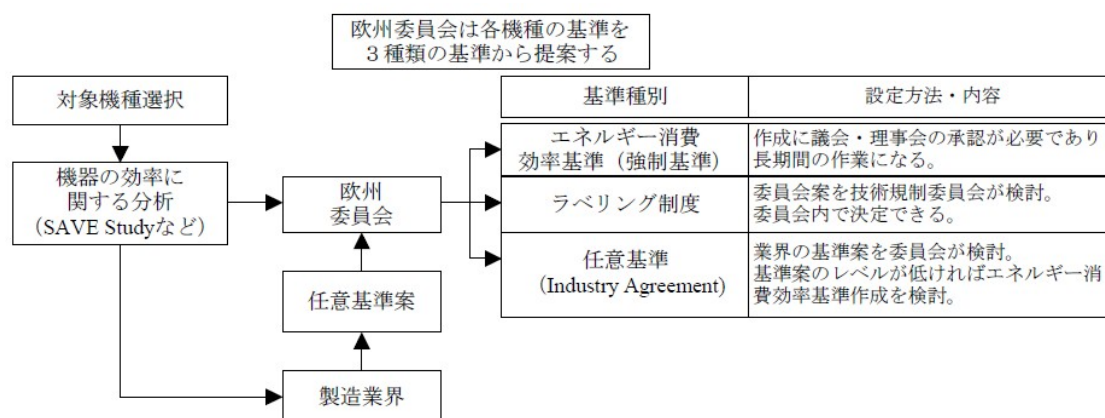 欧州委員会は各機種の基準を
３種類の基準から提案する
対象機種選択
機器の効率に
関する分析
（SAVE Studyなど）
欧州
委員会
任意基準案
製造業界
基準種別
設定方法・内容
エネルギー消費
効率基準（強制基準）
作成に議会・理事会の承認が必要であり
長期間の作業になる。
ラベリング制度
委員会案を技術規制委員会が検討。
委員会内で決定できる。
任意基準
（Industry Agreement）
業界の基準案を委員会が検討。
基準案のレベルが低ければエネルギー消
費効率基準作成を検討。